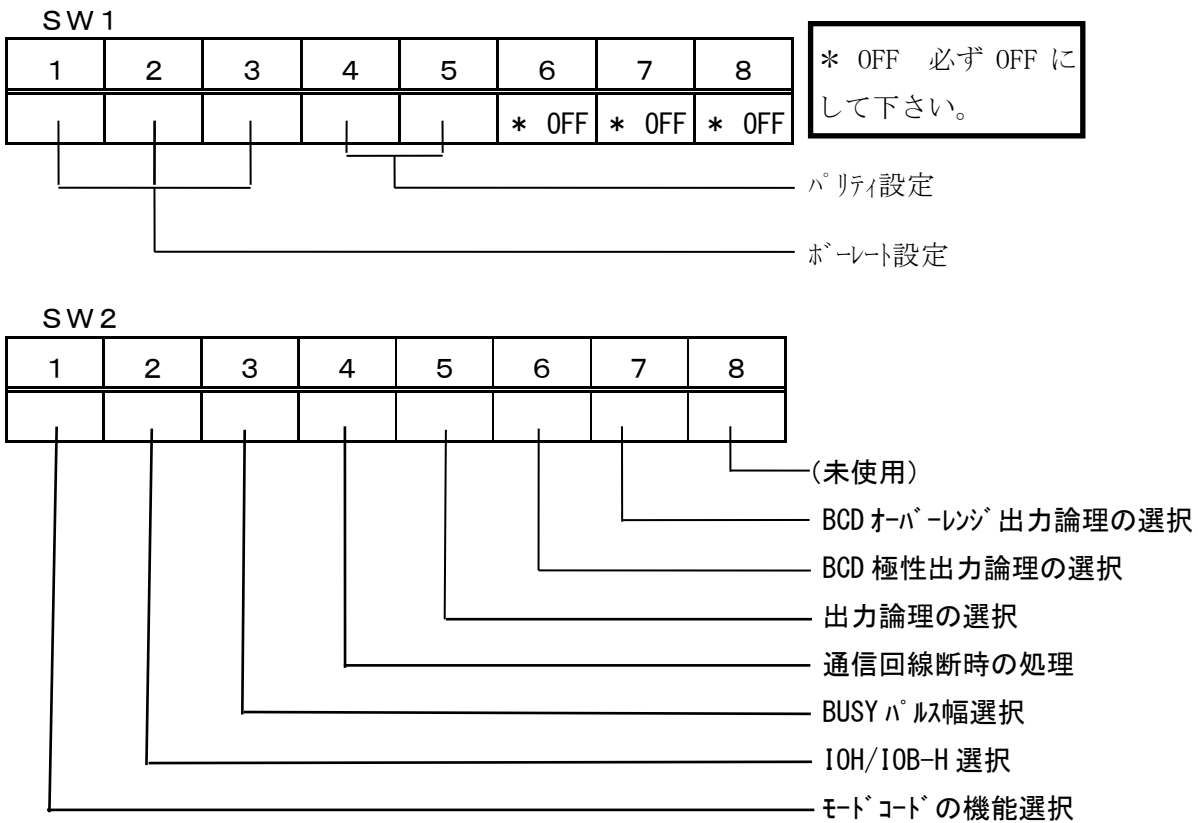 SW1
1 2 3 4 5 6 7 8
* OFF * OFF * OFF
* OFF 必ず OFF に
して下さい。
ﾊﾟﾘﾃｨ設定
ﾎﾞｰﾚｰﾄ設定
SW2
1 2 3 4 5 6 7 8
(未使用)
BCD ｵｰﾊﾞｰﾚﾝｼﾞ出力論理の選択
BCD 極性出力論理の選択
出力論理の選択
通信回線断時の処理
BUSY ﾊﾟﾙｽ幅選択
IOH/IOB-H 選択
ﾓｰﾄﾞｺｰﾄﾞの機能選択